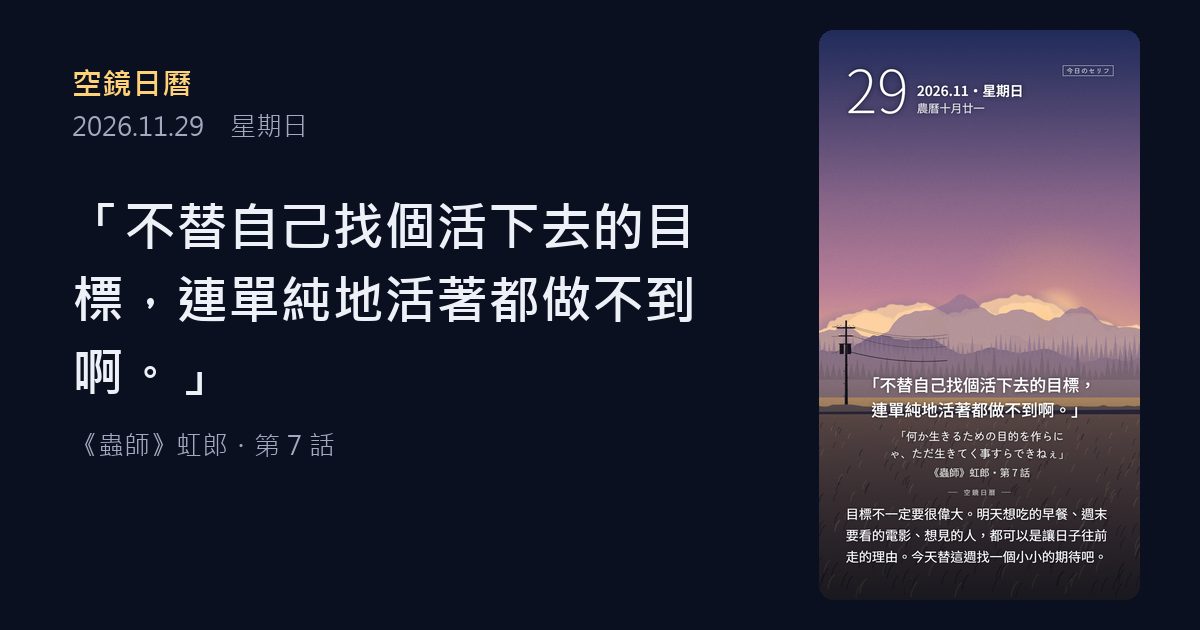 空鏡日曆
2026.11.29　星期日
「不替自己找個活下去的目
標，連單純地活著都做不到
啊。」
《蟲師》虹郎・第 7 話
29
2026.11・星期日
農曆十月廿一
今日のセリフ
「不替自己找個活下去的目標，
連單純地活著都做不到啊。」
「何か生きるための目的を作らに
ゃ、ただ生きてく事すらできねぇ」
《蟲師》虹郎・第 7 話
空鏡日曆
目標不一定要很偉大。明天想吃的早餐、週末
要看的電影、想見的人，都可以是讓日子往前
走的理由。今天替這週找一個小小的期待吧。